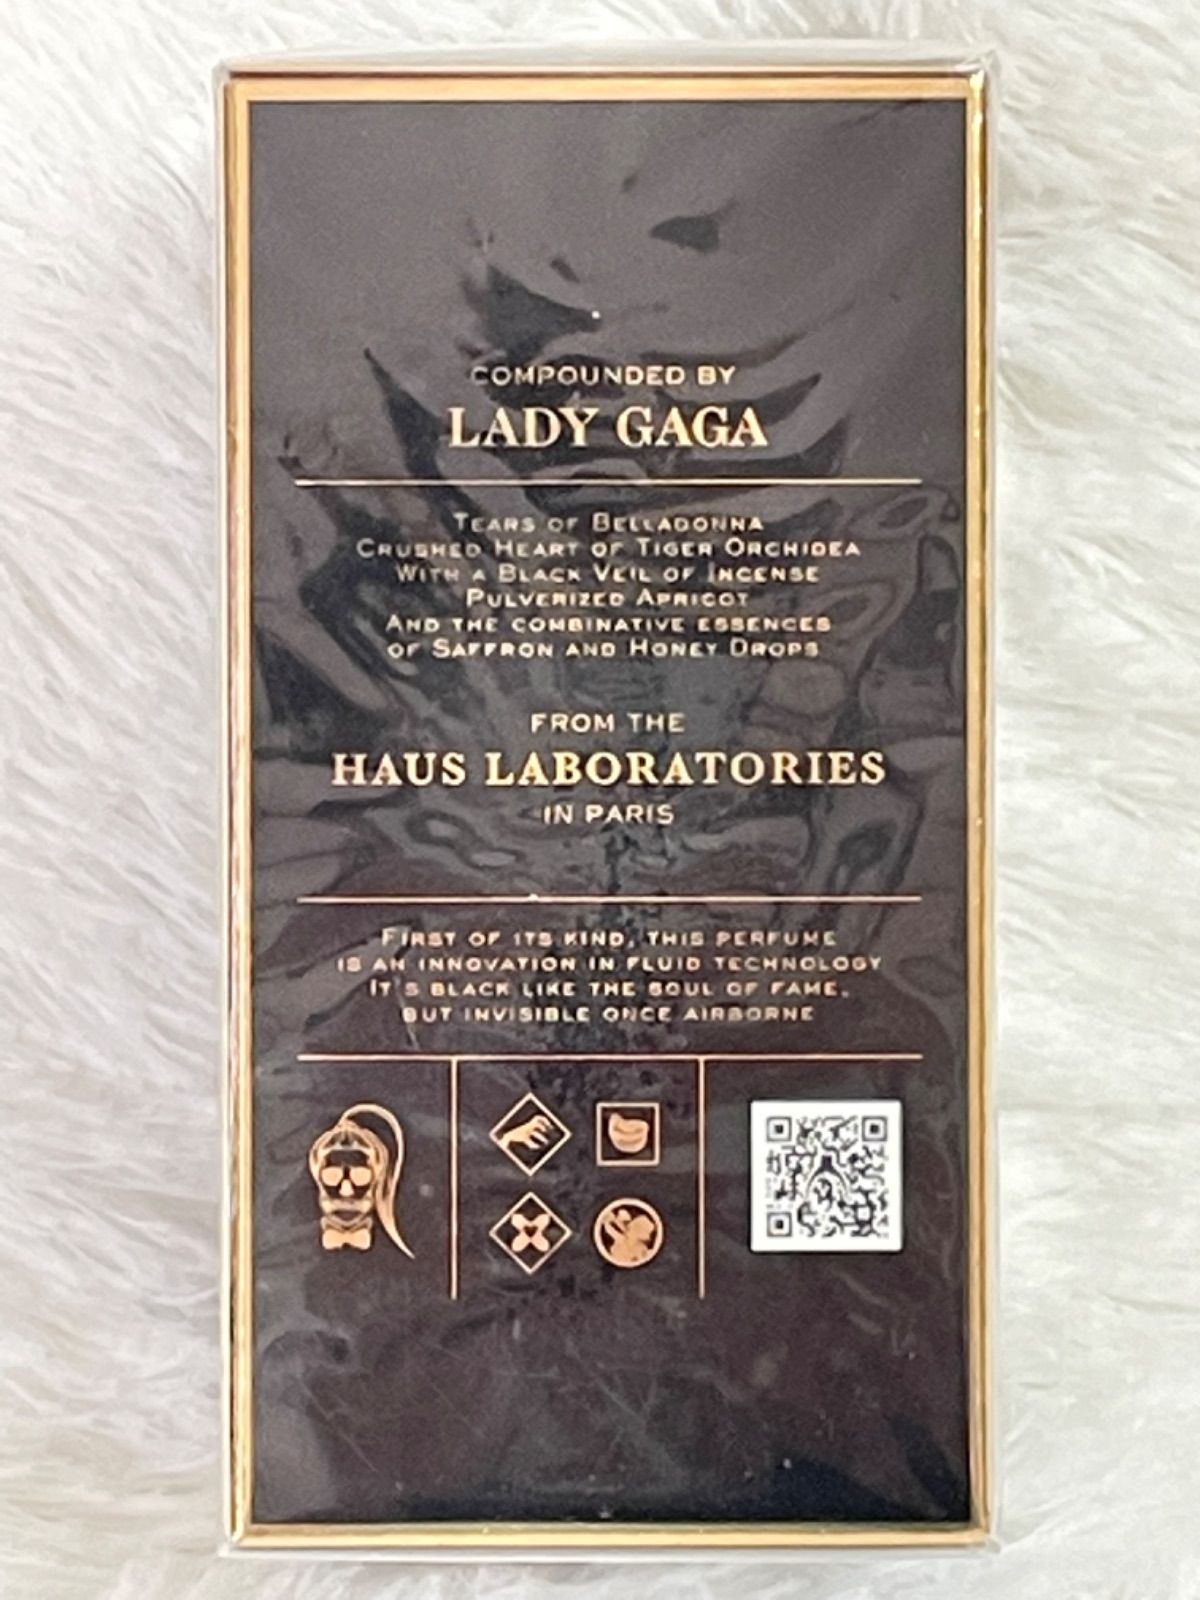 COMPOUNDED BY
LADY GAGA
TEARS OF BELLADONNA
CRUSHED HEART OF TIGER ORCHIDEA
WITH A BLACK VEIL OF INCENSE
PULVERIZED APRICOT
AND THE COMBINATIVE ESSENCES
OF SAFFRON AND HONEY DROPS
FROM THE
HAUS LABORATORIES
IN PARIS
FIRST OF ITS KIND, THIS PERFUME
IS AN INNOVATION IN FLUID TECHNOLOGY
IT'S BLACK LIKE THE SOUL OF FAME,
BUT INVISIBLE ONCE AIRBORNE